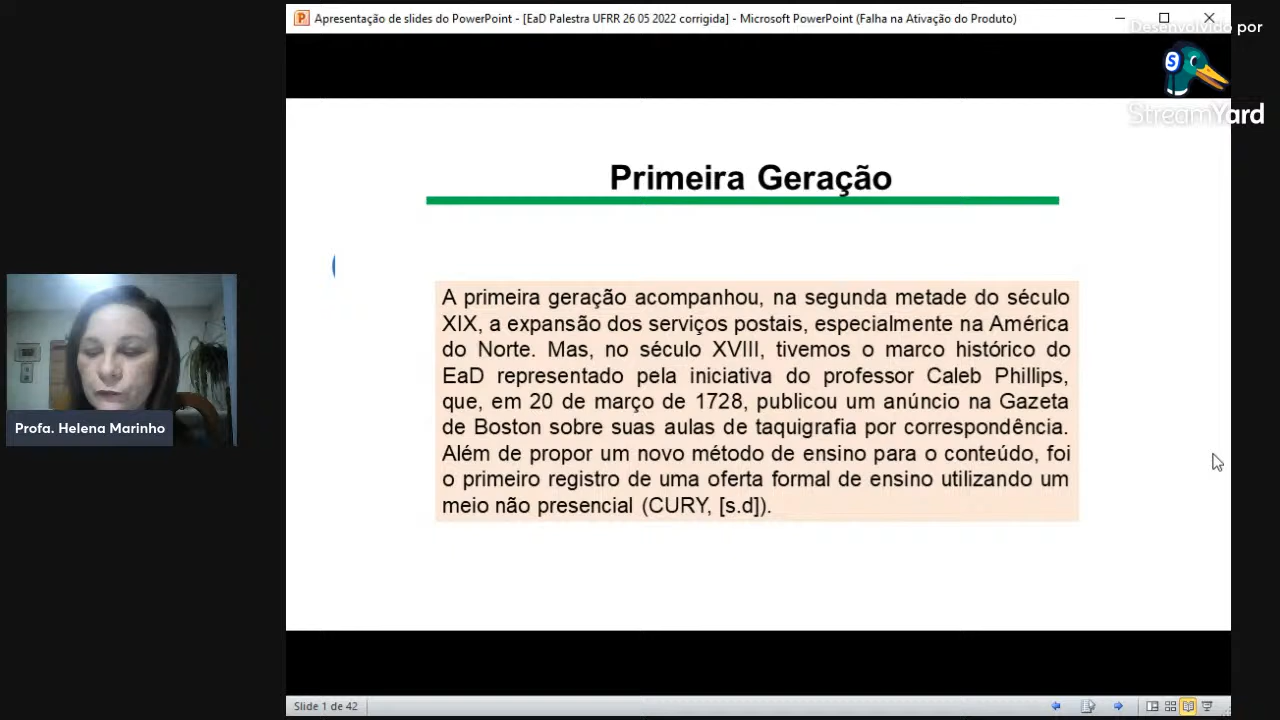 Apresentação de slides do PowerPoint - [EaD Palestra UFRR 26 05 2022 corrigida] - Microsoft PowerPoint (Falha na Ativação do Produto)
Desenvolvido por
S
StreamYard
Primeira Geração
A primeira geração acompanhou, na segunda metade do século
XIX, a expansão dos serviços postais, especialmente na América
do Norte. Mas, no século XVIII, tivemos o marco histórico do
EaD representado pela iniciativa do professor Caleb Phillips,
que, em 20 de março de 1728, publicou um anúncio na Gazeta
de Boston sobre suas aulas de taquigrafia por correspondência.
Além de propor um novo método de ensino para o conteúdo, foi
o primeiro registro de uma oferta formal de ensino utilizando um
meio não presencial (CURY, [s.d]).
Profa. Helena Marinho
Slide 1 de 42